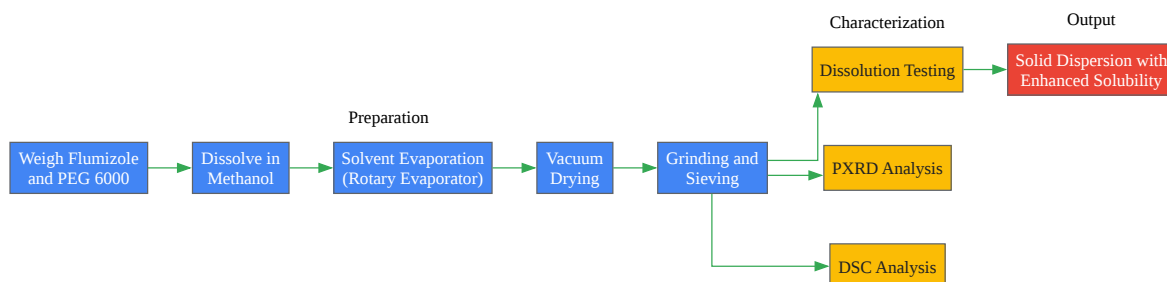 Characterization
Output
Dissolution Testing
Solid Dispersion with
Enhanced Solubility
Preparation
Weigh Flumizole
and PEG 6000
Dissolve in
Methanol
Solvent Evaporation
(Rotary Evaporator)
Vacuum
Drying
Grinding and
Sieving
PXRD Analysis
DSC Analysis